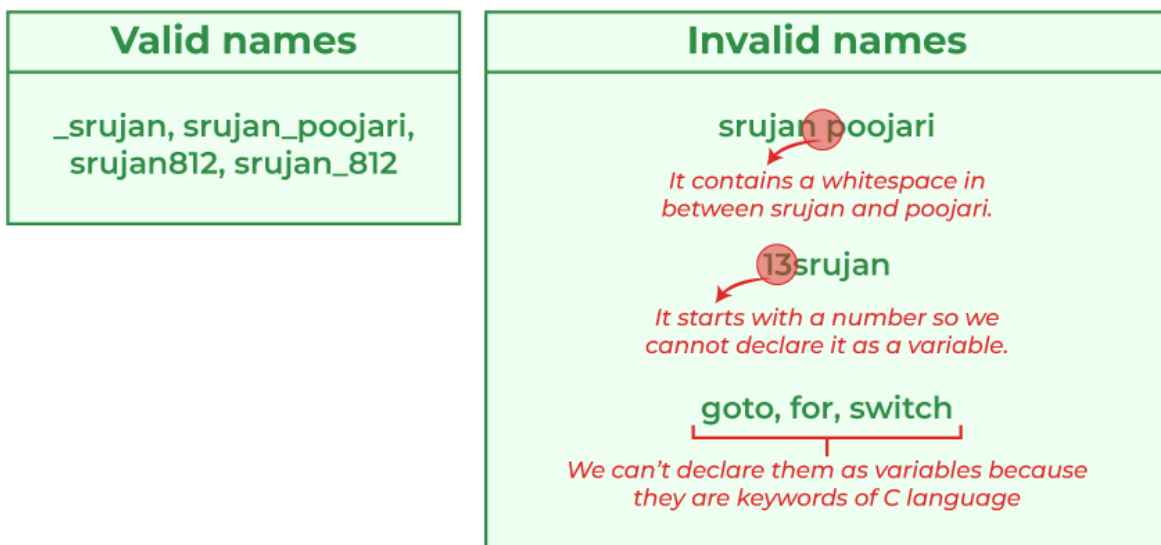 Valid names
_srujan, srujan_poojari,
srujan812, srujan_812
Invalid names
srujan poojari
It contains a whitespace in
between srujan and poojari.
13srujan
It starts with a number so we
cannot declare it as a variable.
goto, for, switch
We can’t declare them as variables because
they are keywords of C language